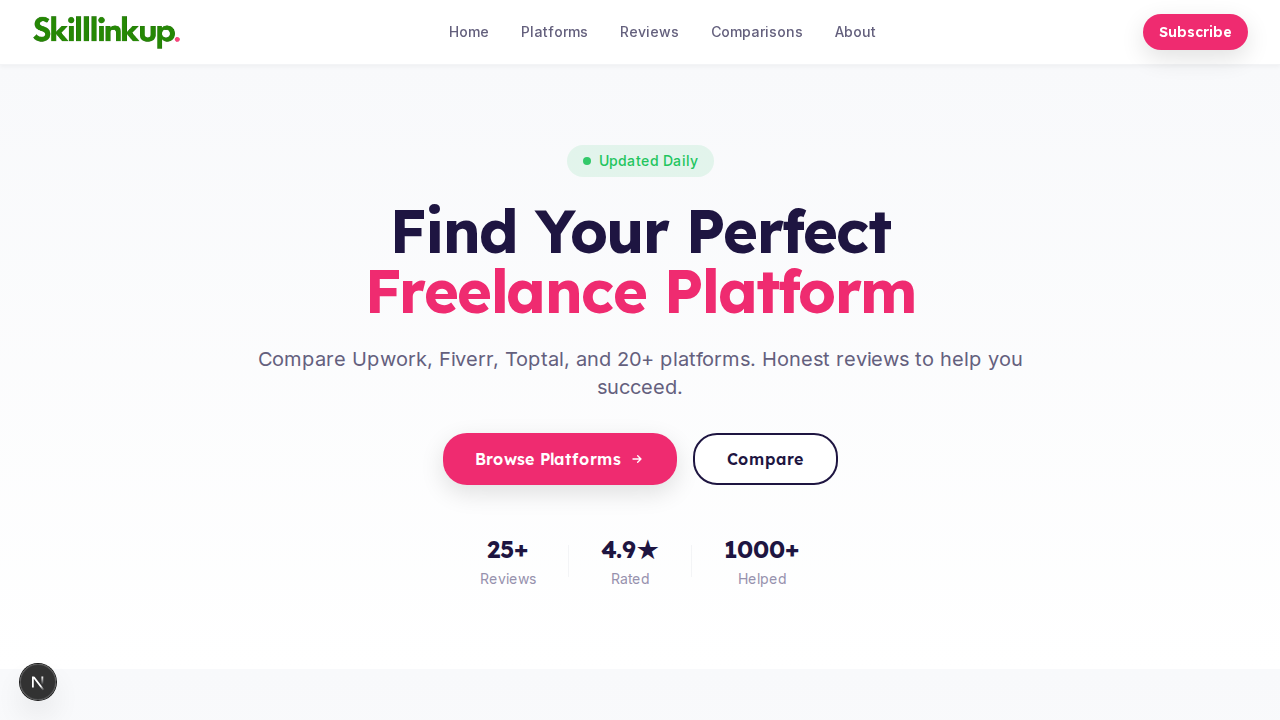 Skilllinkup.
Home Platforms Reviews Comparisons About
Subscribe
Updated Daily
Find Your Perfect
Freelance Platform
Compare Upwork, Fiverr, Toptal, and 20+ platforms. Honest reviews to help you
succeed.
Browse Platforms →
Compare
25+ 4.9★ 1000+
Reviews Rated Helped
N